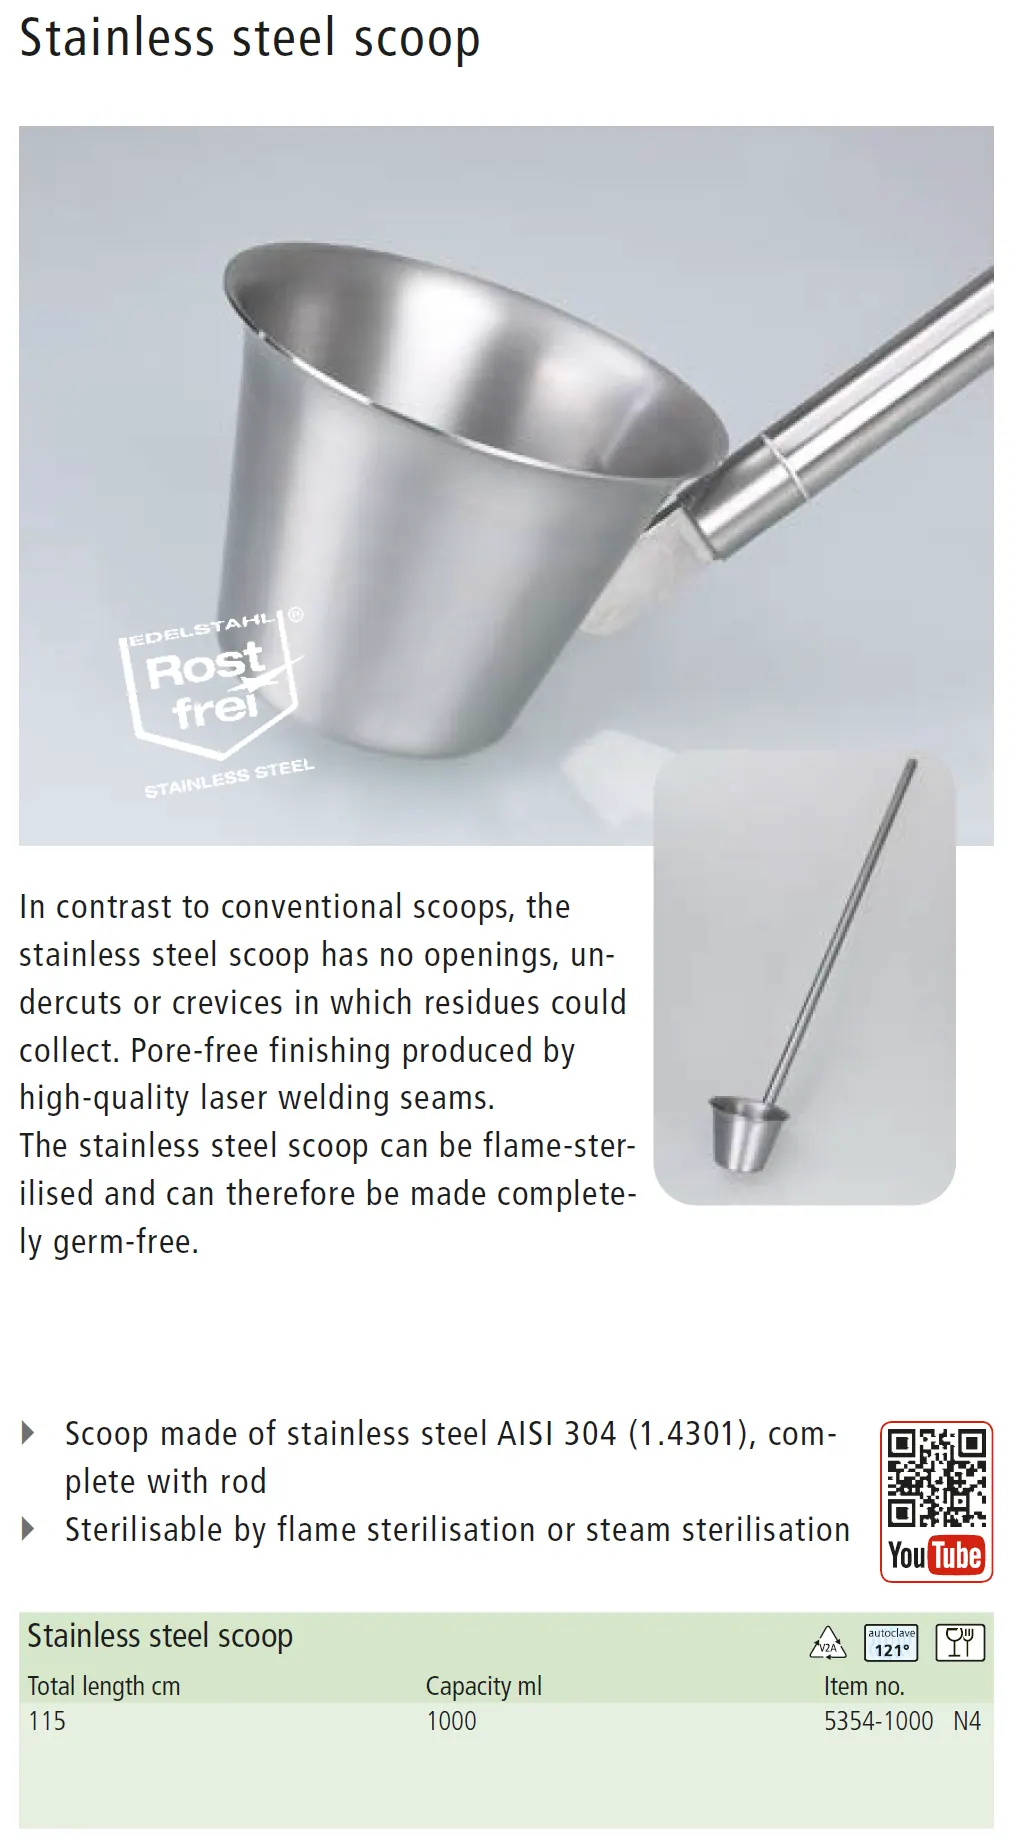 Stainless steel scoop
EDELSTAHL ®
Rost
frei
STAINLESS STEEL
In contrast to conventional scoops, the
stainless steel scoop has no openings, un-
dercuts or crevices in which residues could
collect. Pore-free finishing produced by
high-quality laser welding seams.
The stainless steel scoop can be flame-ster-
ilised and can therefore be made complete-
ly germ-free.
Scoop made of stainless steel AISI 304 (1.4301), com-
plete with rod
Sterilisable by flame sterilisation or steam sterilisation
YouTube
Stainless steel scoop
V2A
autoclave
121°
Total length cm Capacity ml Item no.
115 1000 5354-1000 N4